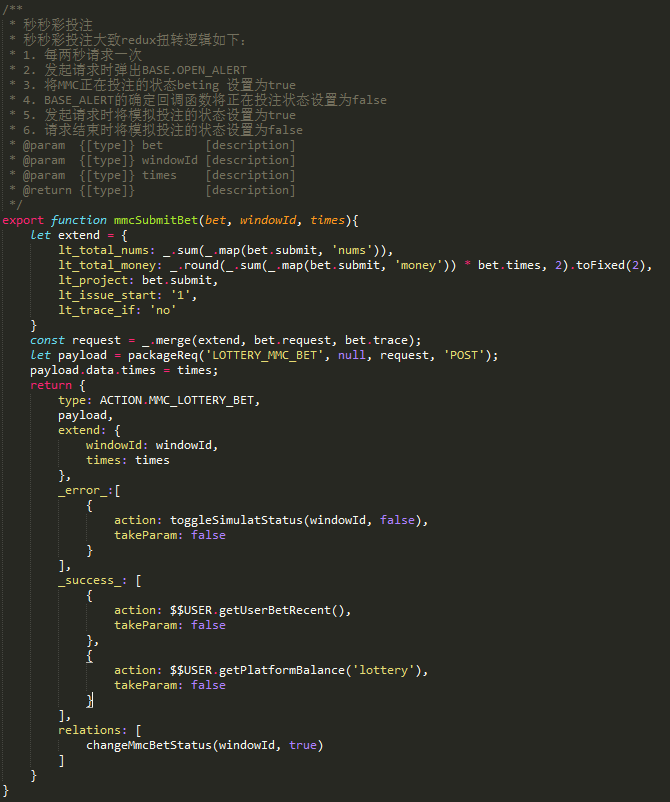 /**
 * 秒秒彩投注
 * 秒秒彩投注大致redux扭转逻辑如下:
 * 1. 每两秒请求一次
 * 2. 发起请求时弹出BASE.OPEN_ALERT
 * 3. 将MMC正在投注的状态beting 设置为true
 * 4. BASE_ALERT的确定回调函数将正在投注状态设置为false
 * 5. 发起请求时将模拟投注的状态设置为true
 * 6. 请求结束时将模拟投注的状态设置为false
 * @param  {[type]} bet      [description]
 * @param  {[type]} windowId [description]
 * @param  {[type]} times    [description]
 * @return {[type]}          [description]
 */
export function mmcSubmitBet(bet, windowId, times){
    let extend = {
        lt_total_nums: _.sum(_.map(bet.submit, 'nums')),
        lt_total_money: _.round(_.sum(_.map(bet.submit, 'money')) * bet.times, 2).toFixed(2),
        lt_project: bet.submit,
        lt_issue_start: '1',
        lt_trace_if: 'no'
    }
    const request = _.merge(extend, bet.request, bet.trace);
    let payload = packageReq('LOTTERY_MMC_BET', null, request, 'POST');
    payload.data.times = times;
    return {
        type: ACTION.MMC_LOTTERY_BET,
        payload,
        extend: {
            windowId: windowId,
            times: times
        },
        _error_:[
            {
                action: toggleSimulatStatus(windowId, false),
                takeParam: false
            }
        ],
        _success_: [
            {
                action: $$USER.getUserBetRecent(),
                takeParam: false
            },
            {
                action: $$USER.getPlatformBalance('lottery'),
                takeParam: false
            }
        ],
        relations: [
            changeMmcBetStatus(windowId, true)
        ]
    }
}